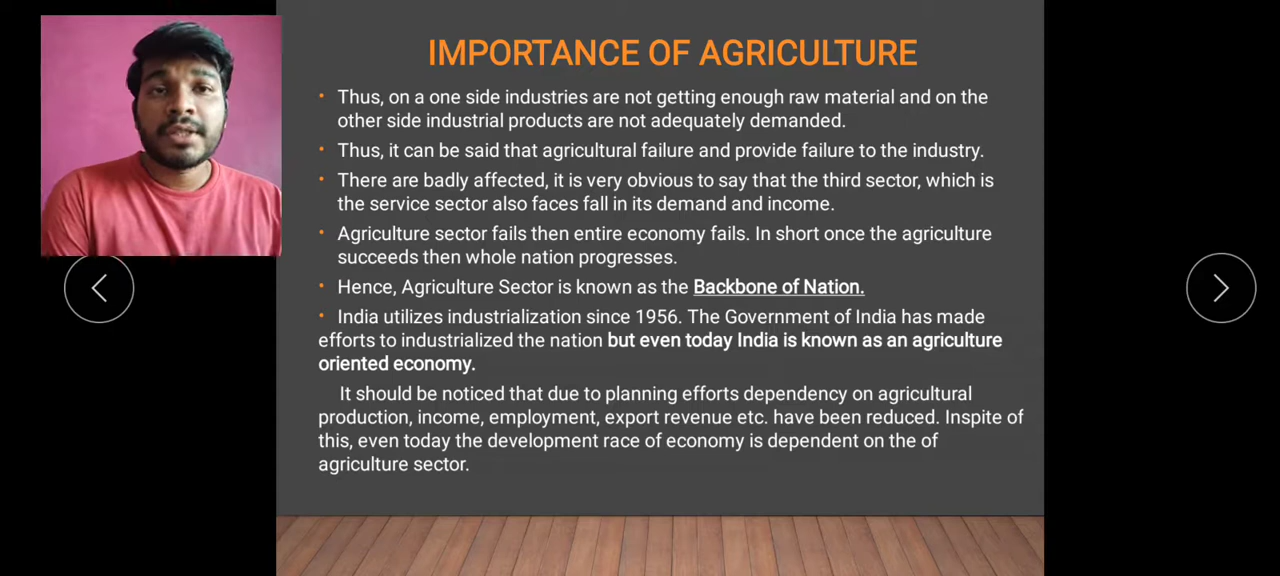 IMPORTANCE OF AGRICULTURE
• Thus, on a one side industries are not getting enough raw material and on the
other side industrial products are not adequately demanded.
• Thus, it can be said that agricultural failure and provide failure to the industry.
• There are badly affected, it is very obvious to say that the third sector, which is
the service sector also faces fall in its demand and income.
• Agriculture sector fails then entire economy fails. In short once the agriculture
succeeds then whole nation progresses.
• Hence, Agriculture Sector is known as the Backbone of Nation.
• India utilizes industrialization since 1956. The Government of India has made
efforts to industrialized the nation but even today India is known as an agriculture
oriented economy.
It should be noticed that due to planning efforts dependency on agricultural
production, income, employment, export revenue etc. have been reduced. Inspite of
this, even today the development race of economy is dependent on the of
agriculture sector.